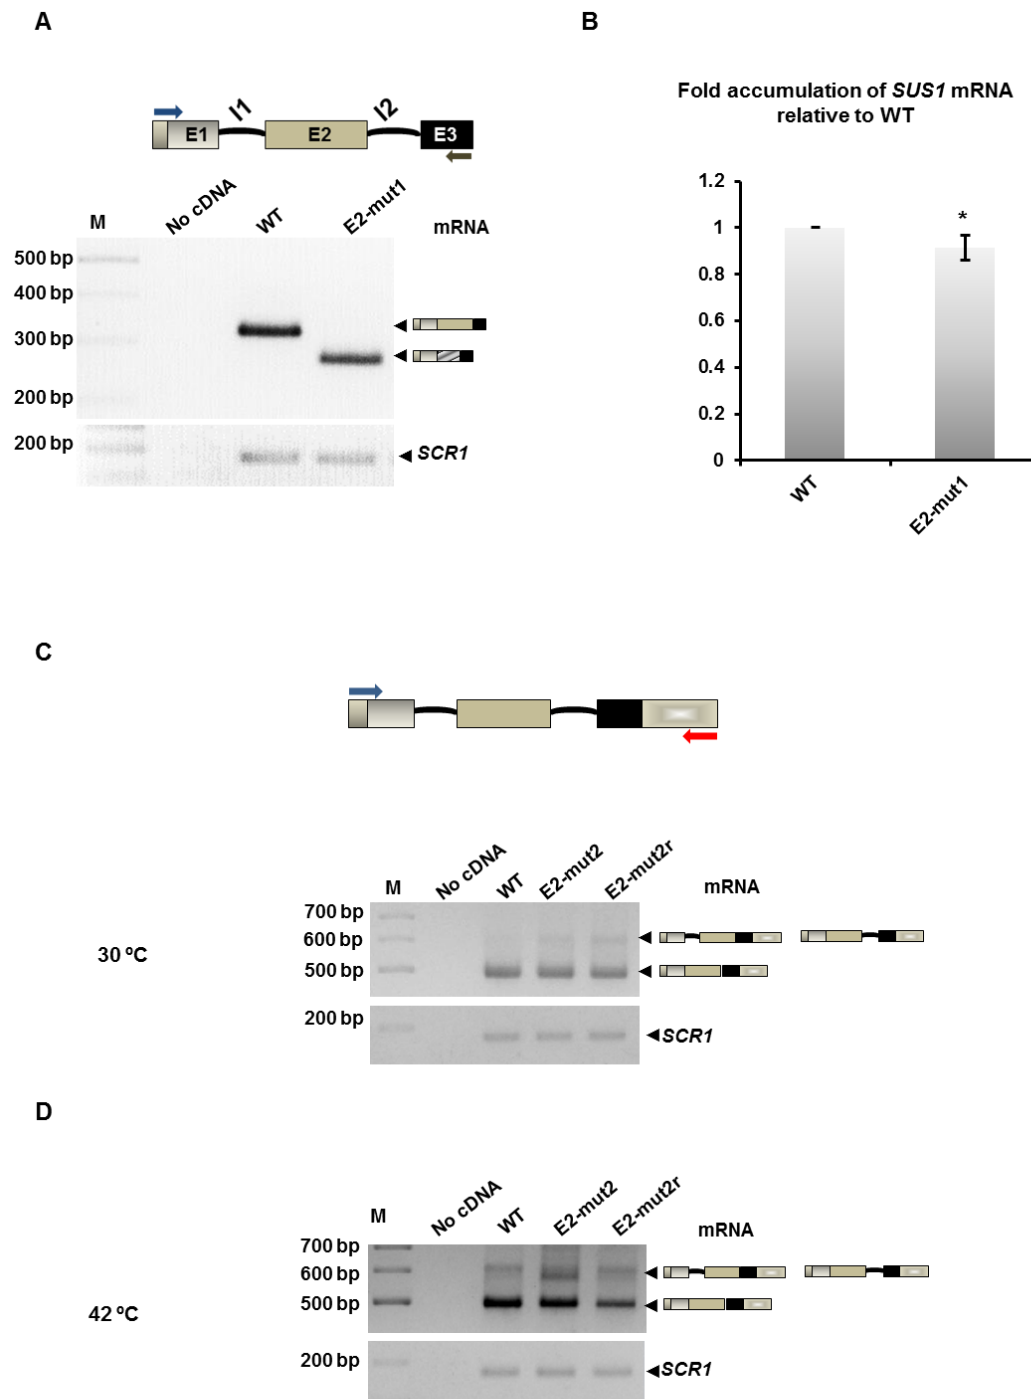 A
I1
I2
E1
E2
E3
M
No cDNA
WT
E2-mut1
mRNA
500 bp
400 bp
300 bp
200 bp
200 bp
SCR1
B
Fold accumulation of SUS1 mRNA
relative to WT
1.2
1
0.8
0.6
0.4
0.2
0
*
WT
E2-mut1
C
30 ºC
M
No cDNA
WT
E2-mut2
E2-mut2r
mRNA
700 bp
600 bp
500 bp
200 bp
SCR1
D
42 ºC
M
No cDNA
WT
E2-mut2
E2-mut2r
mRNA
700 bp
600 bp
500 bp
200 bp
SCR1